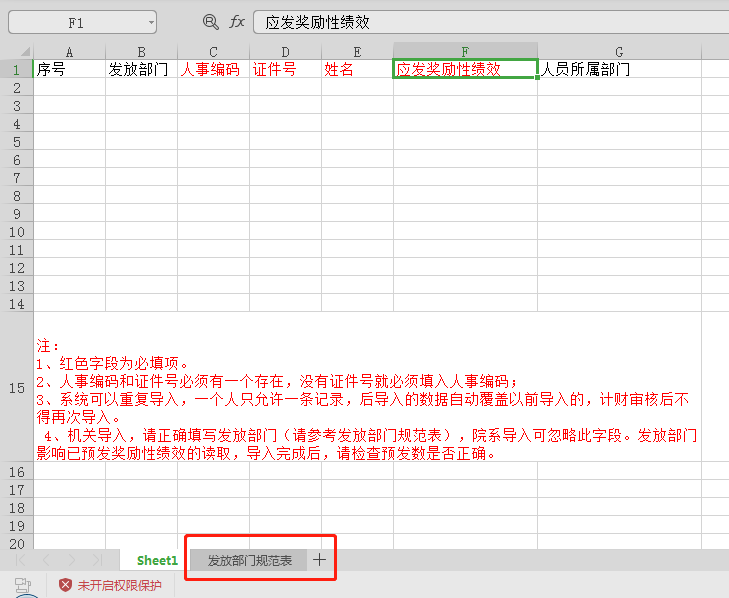 F1 fx 应发奖励性绩效
A B C D E F G
1 序号 发放部门 人事编码 证件号 姓名 应发奖励性绩效 人员所属部门
2
3
4
5
6
7
8
9
10
11
12
13
14
15
注:
1、红色字段为必填项。
2、人事编码和证件号必须有一个存在，没有证件号就必须填入人事编码；
3、系统可以重复导入，一个人只允许一条记录，后导入的数据自动覆盖以前导入的，计财审核后不
得再次导入。
4、机关导入，请正确填写发放部门（请参考发放部门规范表），院系导入可忽略此字段。发放部门
影响已预发奖励性绩效的读取，导入完成后，请检查预发数是否正确。
16
17
18
19
20
Sheet1 发放部门规范表 +
未开启权限保护